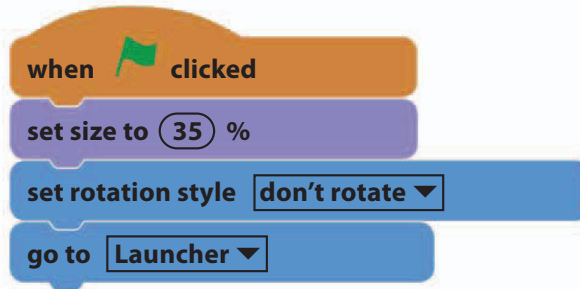 when clicked
set size to 35 %
set rotation style don't rotate
go to Launcher